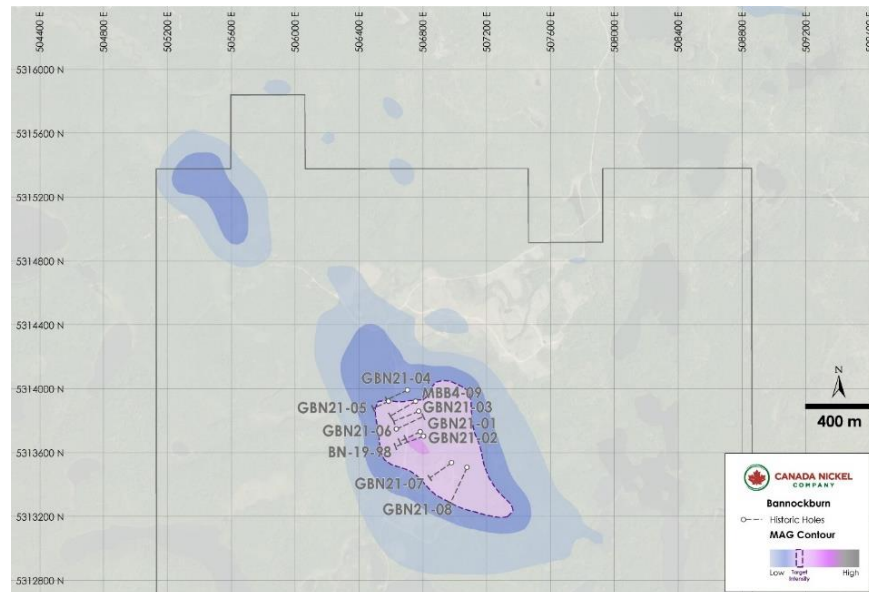 504400 E
504800 E
505200 E
505600 E
506000 E
506400 E
506800 E
507200 E
507600 E
508000 E
508400 E
508800 E
509200 E
5316000 N
5315600 N
5315200 N
5314800 N
5314400 N
5314000 N
5313600 N
5313200 N
5312800 N
GBN21-04
MBB4-09
GBN21-05
GBN21-03
GBN21-01
GBN21-06
GBN21-02
BN-19-98
GBN21-07
GBN21-08
N
400 m
CANADA NICKEL
COMPANY
Bannockburn
Historic Holes
MAG Contour
Low
Target
Intensity
High